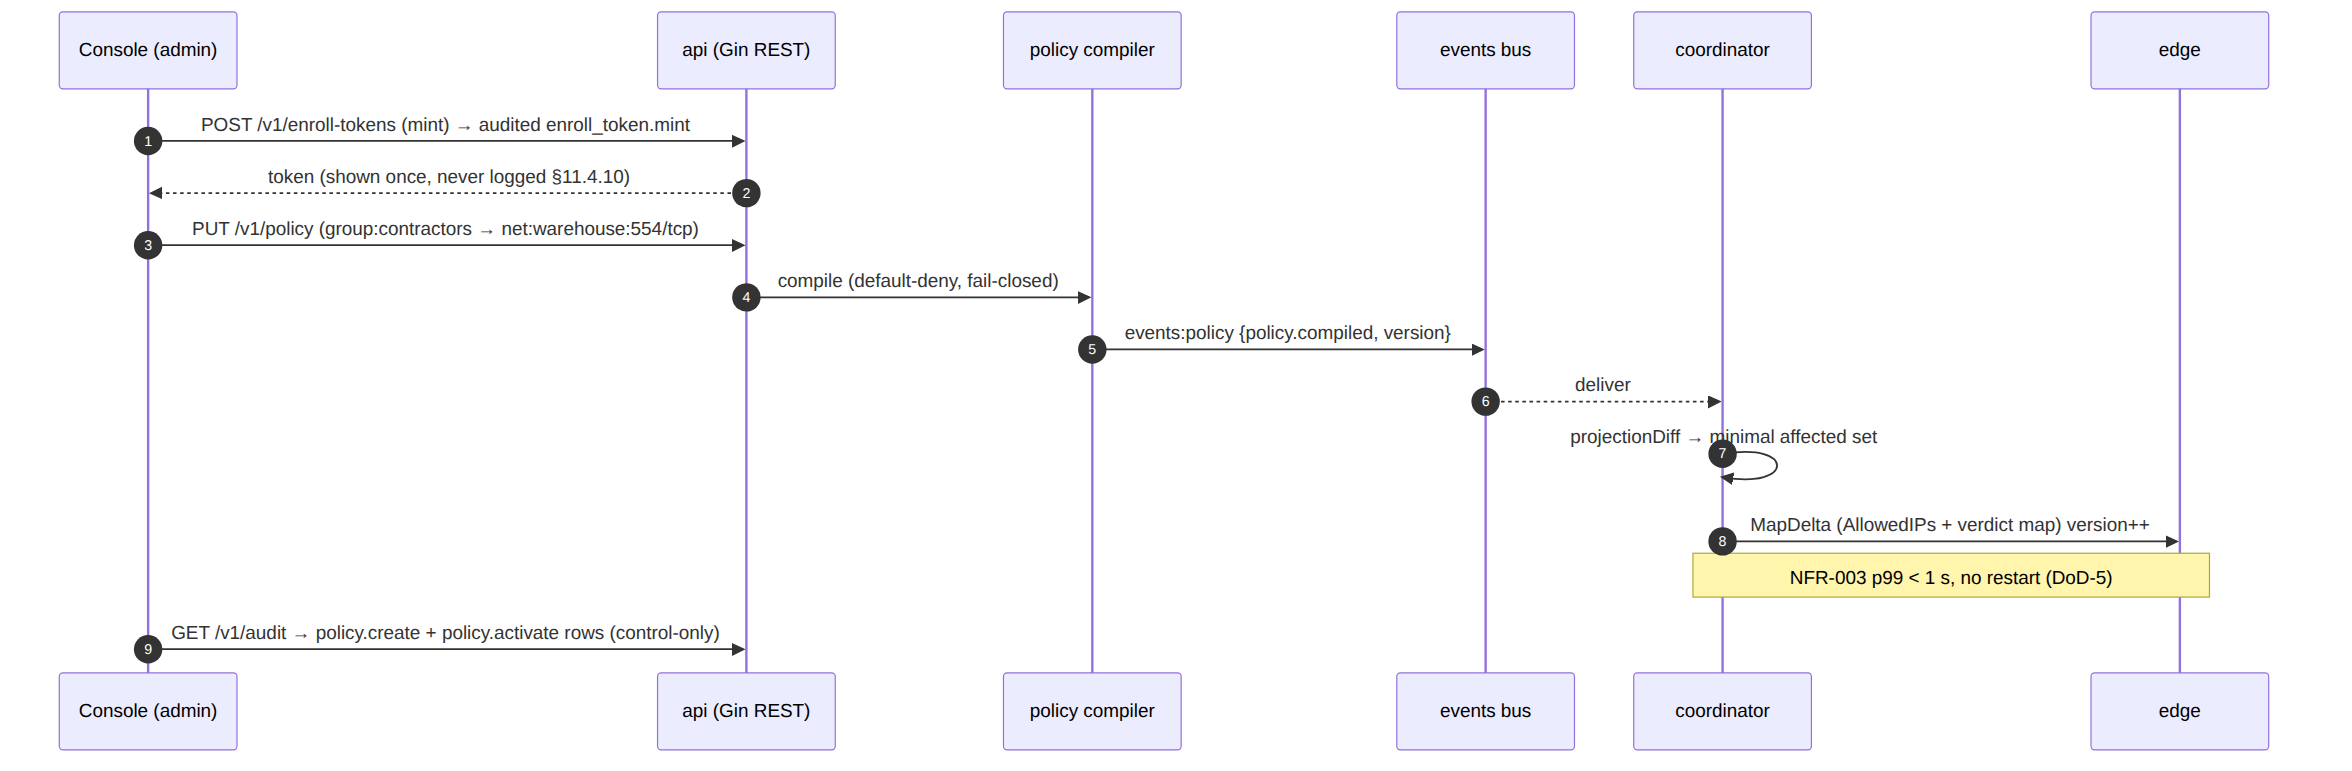 Console (admin)
api (Gin REST)
policy compiler
events bus
coordinator
edge
POST /v1/enroll-tokens (mint) → audited enroll_token.mint
1
token (shown once, never logged §11.4.10)
2
PUT /v1/policy (group:contractors → net:warehouse:554/tcp)
3
compile (default-deny, fail-closed)
4
events:policy {policy.compiled, version}
5
deliver
6
projectionDiff → minimal affected set
7
MapDelta (AllowedIPs + verdict map) version++
8
NFR-003 p99 < 1 s, no restart (DoD-5)
GET /v1/audit → policy.create + policy.activate rows (control-only)
9
Console (admin)
api (Gin REST)
policy compiler
events bus
coordinator
edge